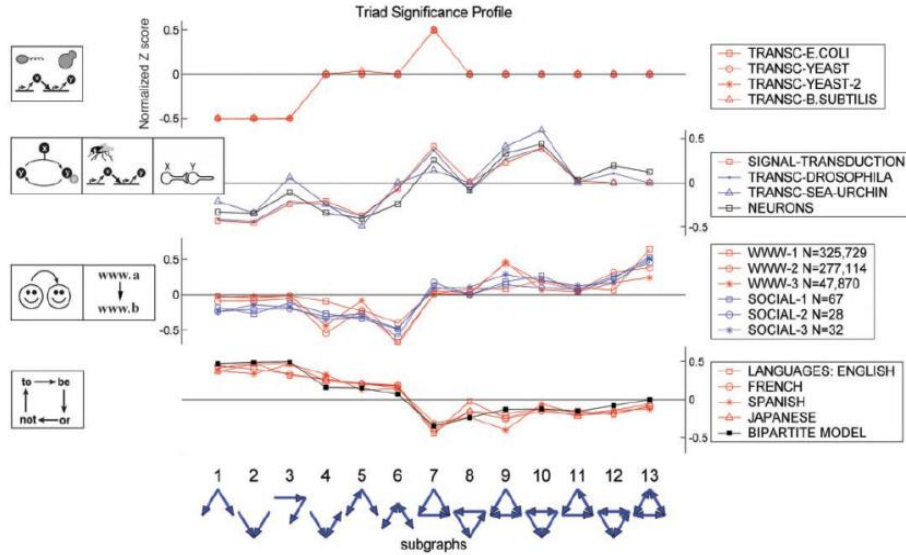 Triad Significance Profile
Normalized Z score
0.5
0
-0.5
TRANSC-E.COLI
TRANSC-YEAST
TRANSC-YEAST-2
TRANSC-B.SUBTILIS
X
Y
X Y
0.5
0
-0.5
SIGNAL-TRANSDUCTION
TRANSC-DROSOPHILA
TRANSC-SEA-URCHIN
NEURONS
www.a
www.b
0.5
0
-0.5
WWW-1 N=325,729
WWW-2 N=277,114
WWW-3 N=47,870
SOCIAL-1 N=67
SOCIAL-2 N=28
SOCIAL-3 N=32
to be
not or
0.5
0
-0.5
LANGUAGES: ENGLISH
FRENCH
SPANISH
JAPANESE
BIPARTITE MODEL
1 2 3 4 5 6 7 8 9 10 11 12 13
subgraphs